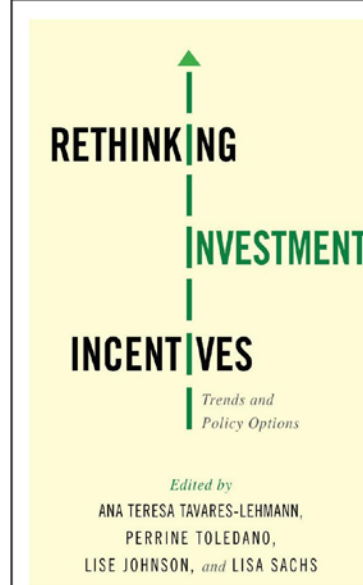 RETHINKING
INVESTMENT
INCENTIVES
Trends and
Policy Options
Edited by
ANA TERESA TAVARES-LEHMANN,
PERRINE TOLEDANO,
LISE JOHNSON, and LISA SACHS